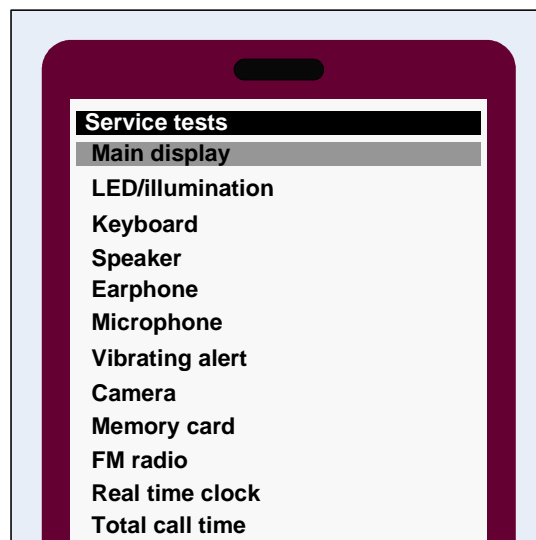 Service tests
Main display
LED/illumination
Keyboard
Speaker
Earphone
Microphone
Vibrating alert
Camera
Memory card
FM radio
Real time clock
Total call time